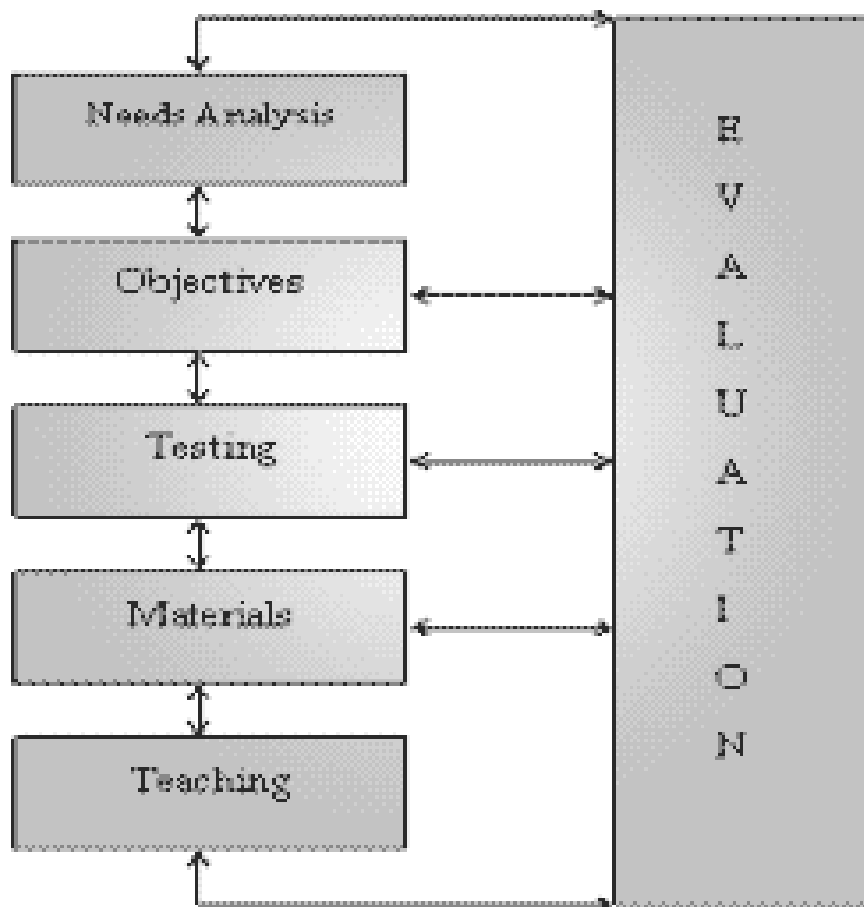 Needs Analysis
Objectives
Testing
Materials
Teaching
E
V
A
L
U
A
T
I
O
N